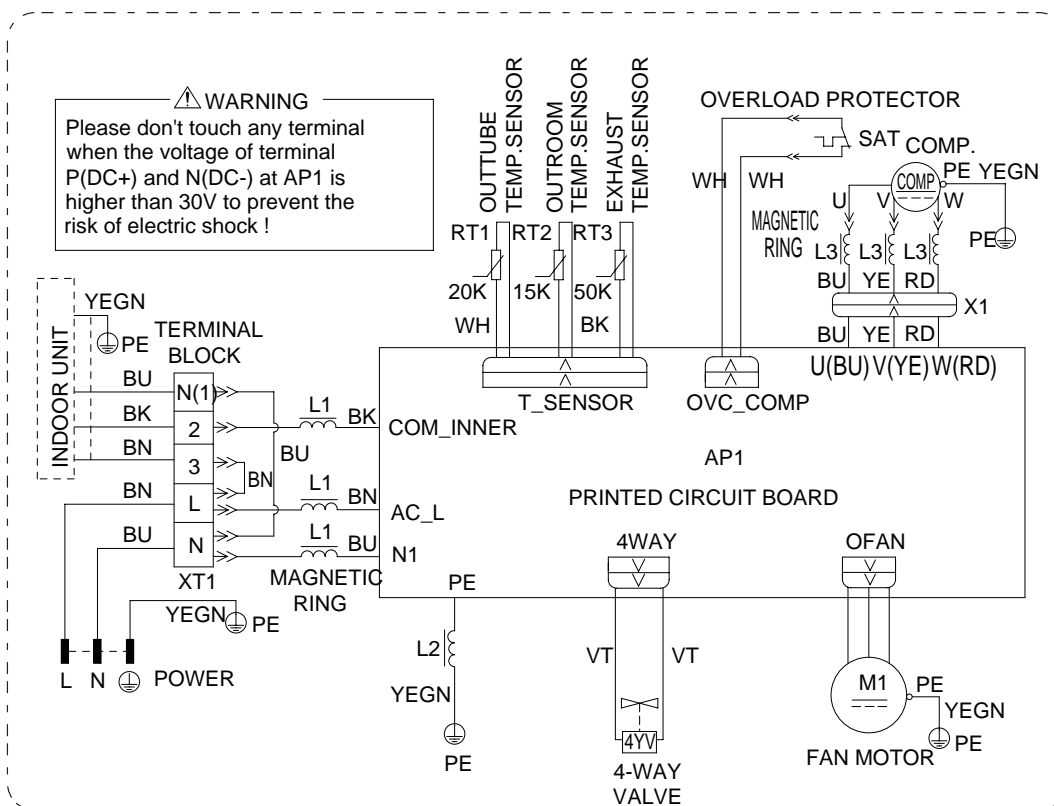 WARNING
Please don't touch any terminal
when the voltage of terminal
P(DC+) and N(DC-) at AP1 is
higher than 30V to prevent the
risk of electric shock !
OUTTUBE
TEMP.SENSOR
OUTROOM
TEMP.SENSOR
EXHAUST
TEMP.SENSOR
RT1
RT2
RT3
20K
15K
50K
WH
BK
OVERLOAD PROTECTOR
SAT
WH
WH
COMP.
COMP
PE
YEGN
PE
U
V
W
MAGNETIC
RING
L3
L3
L3
BU
YE
RD
X1
BU
YE
RD
U(BU)
V(YE)
W(RD)
INDOOR UNIT
YEGN
PE
TERMINAL
BLOCK
BU
N(1)
BK
2
BN
3
BN
L
BU
N
XT1
BU
BN
L1
BK
L1
BN
L1
BU
MAGNETIC
RING
COM_INNER
AC_L
N1
PE
T_SENSOR
OVC_COMP
AP1
PRINTED CIRCUIT BOARD
4WAY
OFAN
YEGN
PE
L
N
POWER
L2
YEGN
PE
VT
VT
4YV
4-WAY
VALVE
M1
PE
YEGN
PE
FAN MOTOR